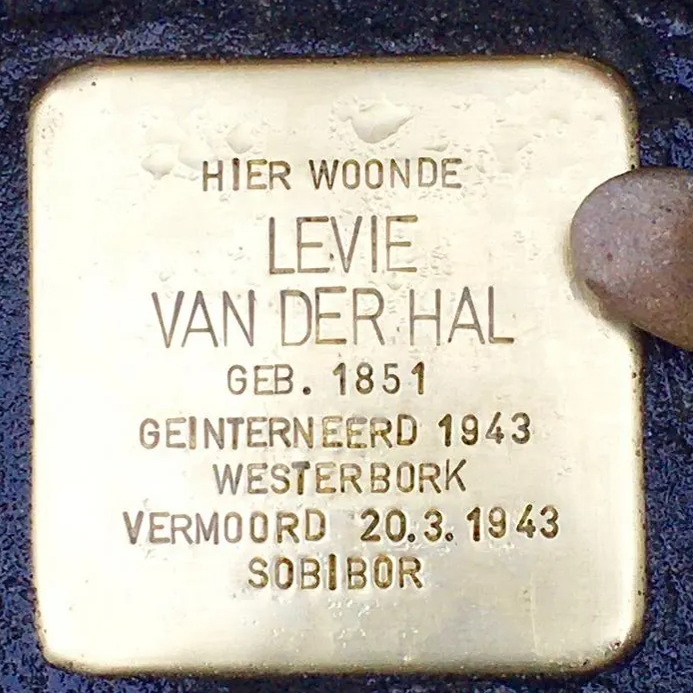 HIER WOONDE
LEVIE
VAN DER HAL
GEB. 1851
GEINTERNEERD 1943
WESTERBORK
VERMOORD 20.3.1943
SOBIBOR